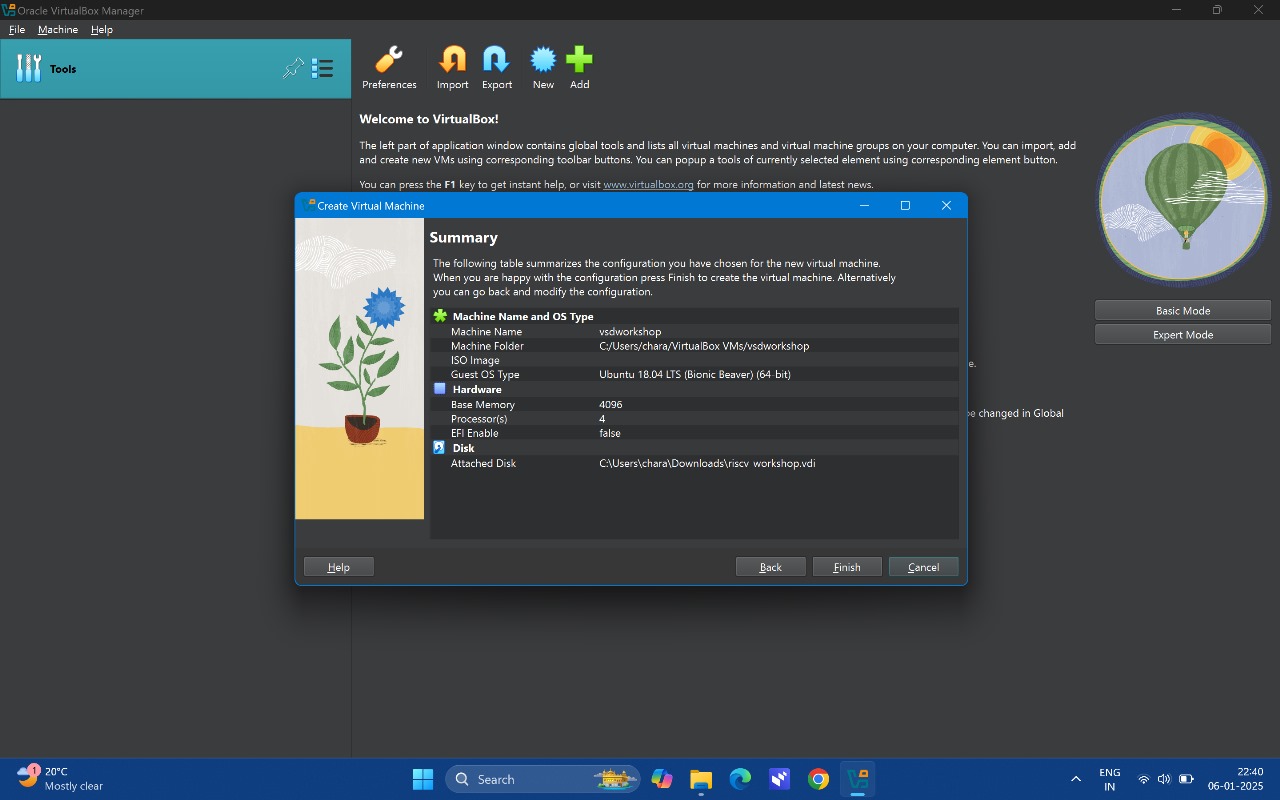 Oracle VirtualBox Manager
File Machine Help
Tools
Preferences Import Export New Add
Welcome to VirtualBox!
The left part of application window contains global tools and lists all virtual machines and virtual machine groups on your computer. You can import, add
and create new VMs using corresponding toolbar buttons. You can popup a tools of currently selected element using corresponding element button.
You can press the F1 key to get instant help, or visit www.virtualbox.org for more information and latest news.
Create Virtual Machine
Summary
The following table summarizes the configuration you have chosen for the new virtual machine.
When you are happy with the configuration press Finish to create the virtual machine. Alternatively
you can go back and modify the configuration.
Machine Name and OS Type
Machine Name vsdworkshop
Machine Folder C:/Users/chara/VirtualBox VMs/vsdworkshop
ISO Image
Guest OS Type Ubuntu 18.04 LTS (Bionic Beaver) (64-bit)
Hardware
Base Memory 4096
Processor(s) 4
EFI Enable false
Disk
Attached Disk C:\Users\chara\Downloads\riscv workshop.vdi
Help Back Finish Cancel
Basic Mode
Expert Mode
e.
be changed in Global
1
20°C
Mostly clear
Search
ENG
IN
22:40
06-01-2025